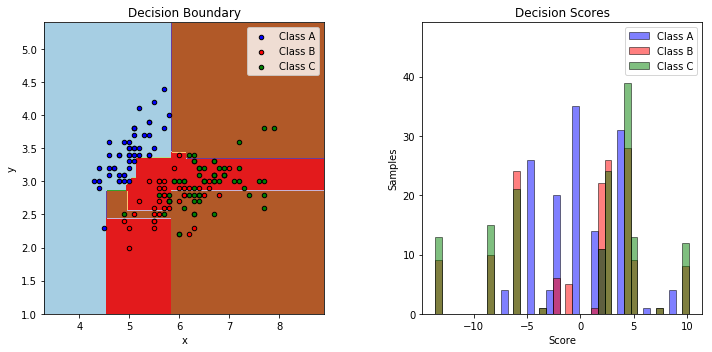 Decision Boundary
Class A
Class B
Class C
5.0
4.5
4.0
3.5
3.0
2.5
2.0
1.5
1.0
y
4 5 6 7 8
x
Decision Scores
Class A
Class B
Class C
40
30
20
10
0
Samples
−10 −5 0 5 10
Score